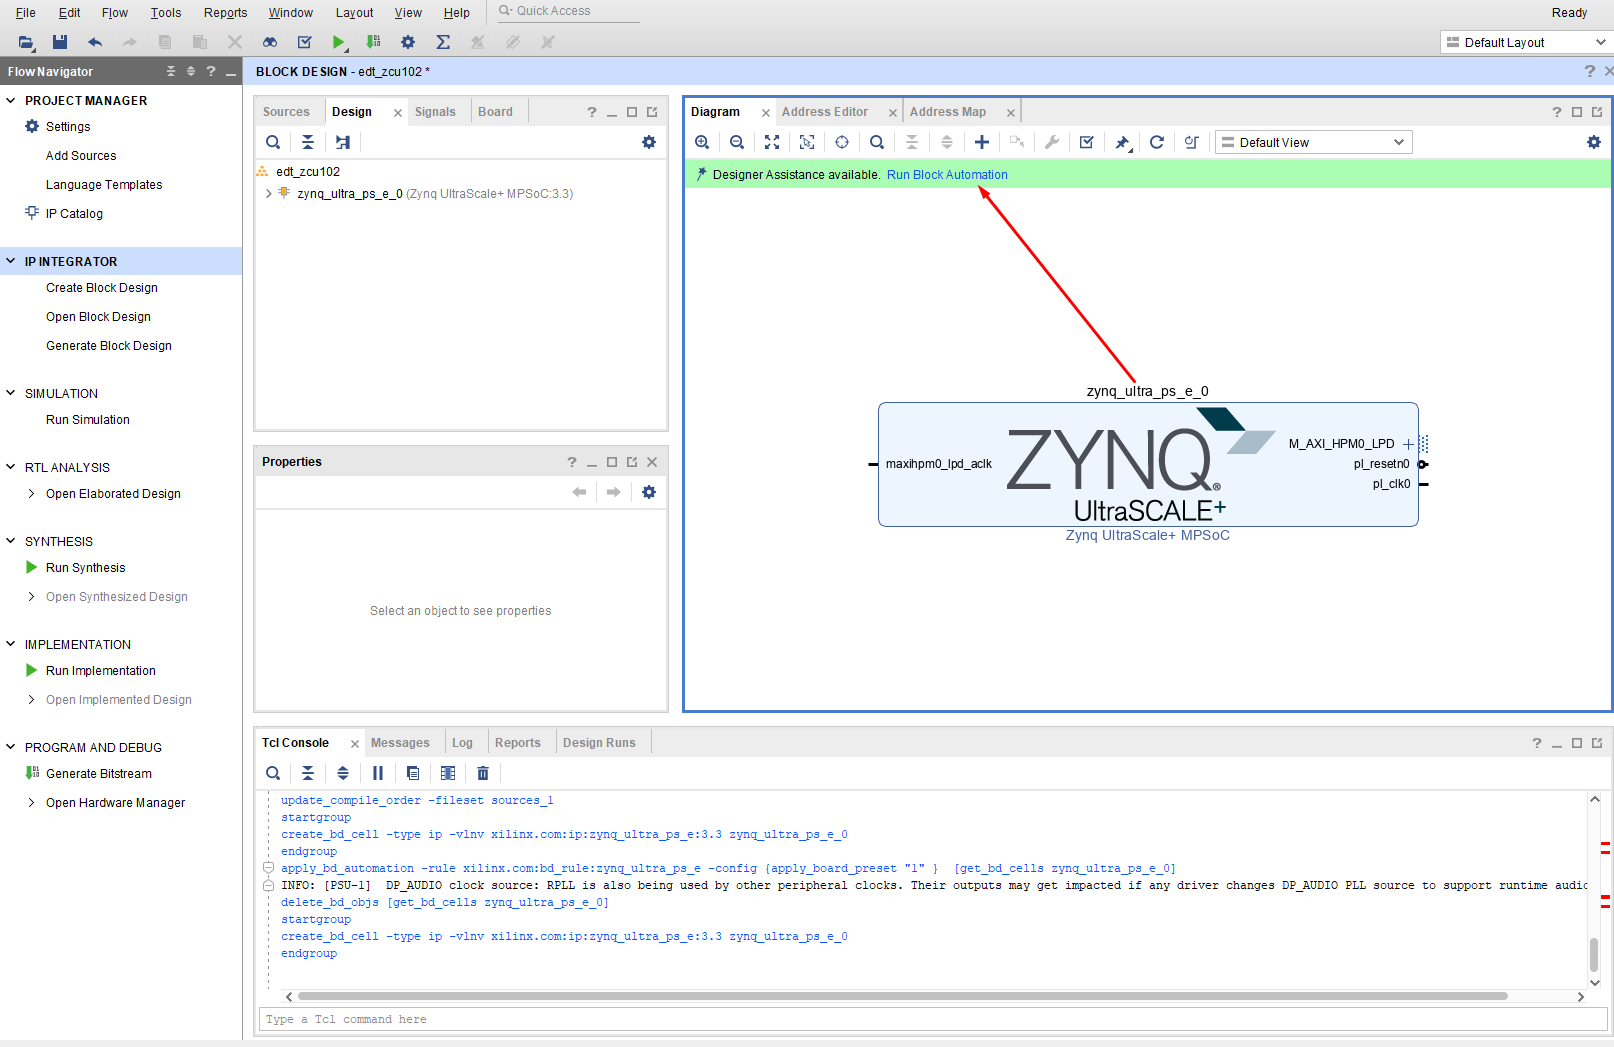 File Edit Flow Tools Reports Window Layout View Help Quick Access Ready
Default Layout
Flow Navigator
BLOCK DESIGN - edt_zcu102 *
PROJECT MANAGER
Settings
Add Sources
Language Templates
IP Catalog
IP INTEGRATOR
Create Block Design
Open Block Design
Generate Block Design
SIMULATION
Run Simulation
RTL ANALYSIS
Open Elaborated Design
SYNTHESIS
Run Synthesis
Open Synthesized Design
IMPLEMENTATION
Run Implementation
Open Implemented Design
PROGRAM AND DEBUG
Generate Bitstream
Open Hardware Manager
Sources Design Signals Board
edt_zcu102
zynq_ultra_ps_e_0 (Zynq UltraScale+ MPSoC:3.3)
Properties
Select an object to see properties
Diagram Address Editor Address Map
Default View
Designer Assistance available. Run Block Automation
zynq_ultra_ps_e_0
maxihpm0_lpd_aclk
ZYNQ®
UltraSCALE+
M_AXI_HPM0_LPD
pl_resetn0
pl_clk0
Zynq UltraScale+ MPSoC
Tcl Console Messages Log Reports Design Runs
update_compile_order -fileset sources_1
startgroup
create_bd_cell -type ip -vlnv xilinx.com:ip:zynq_ultra_ps_e:3.3 zynq_ultra_ps_e_0
endgroup
apply_bd_automation -rule xilinx.com:bd_rule:zynq_ultra_ps_e -config {apply_board_preset "1" }  [get_bd_cells zynq_ultra_ps_e_0]
INFO: [PSU-1]  DP_AUDIO clock source: RPLL is also being used by other peripheral clocks. Their outputs may get impacted if any driver changes DP_AUDIO PLL source to support runtime audio
delete_bd_objs [get_bd_cells zynq_ultra_ps_e_0]
startgroup
create_bd_cell -type ip -vlnv xilinx.com:ip:zynq_ultra_ps_e:3.3 zynq_ultra_ps_e_0
endgroup
Type a Tcl command here